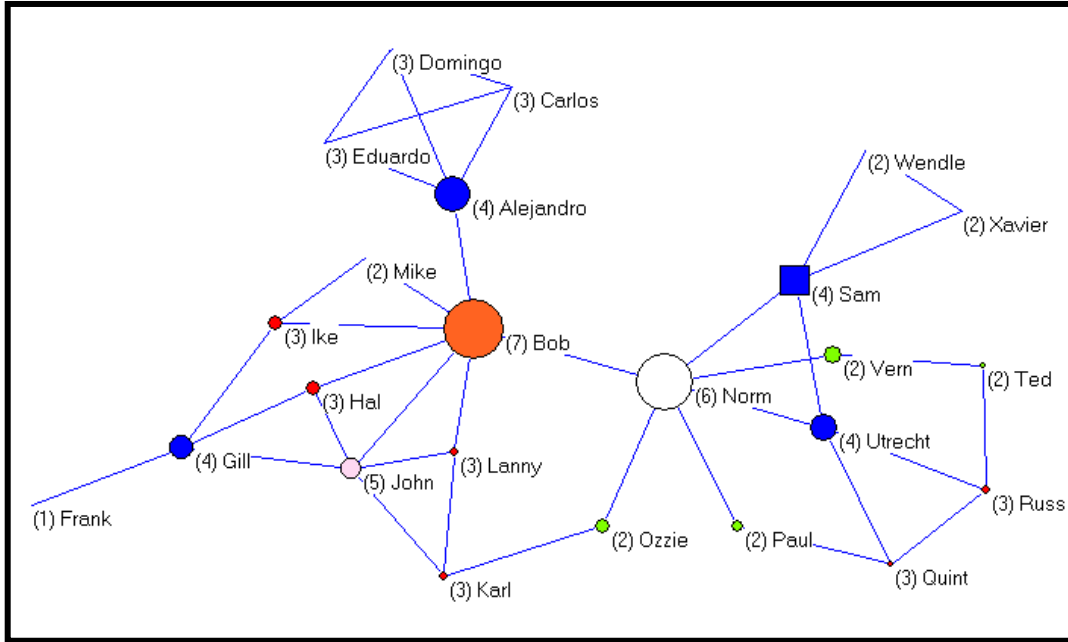 (3) Domingo
(3) Carlos
(3) Eduardo
(2) Wendle
(4) Alejandro
(2) Xavier
(2) Mike
(4) Sam
(3) Ike
(7) Bob
(2) Vern
(2) Ted
(3) Hal
(6) Norm
(4) Utrecht
(4) Gill
(3) Lanny
(5) John
(3) Russ
(1) Frank
(2) Ozzie
(2) Paul
(3) Quint
(3) Karl